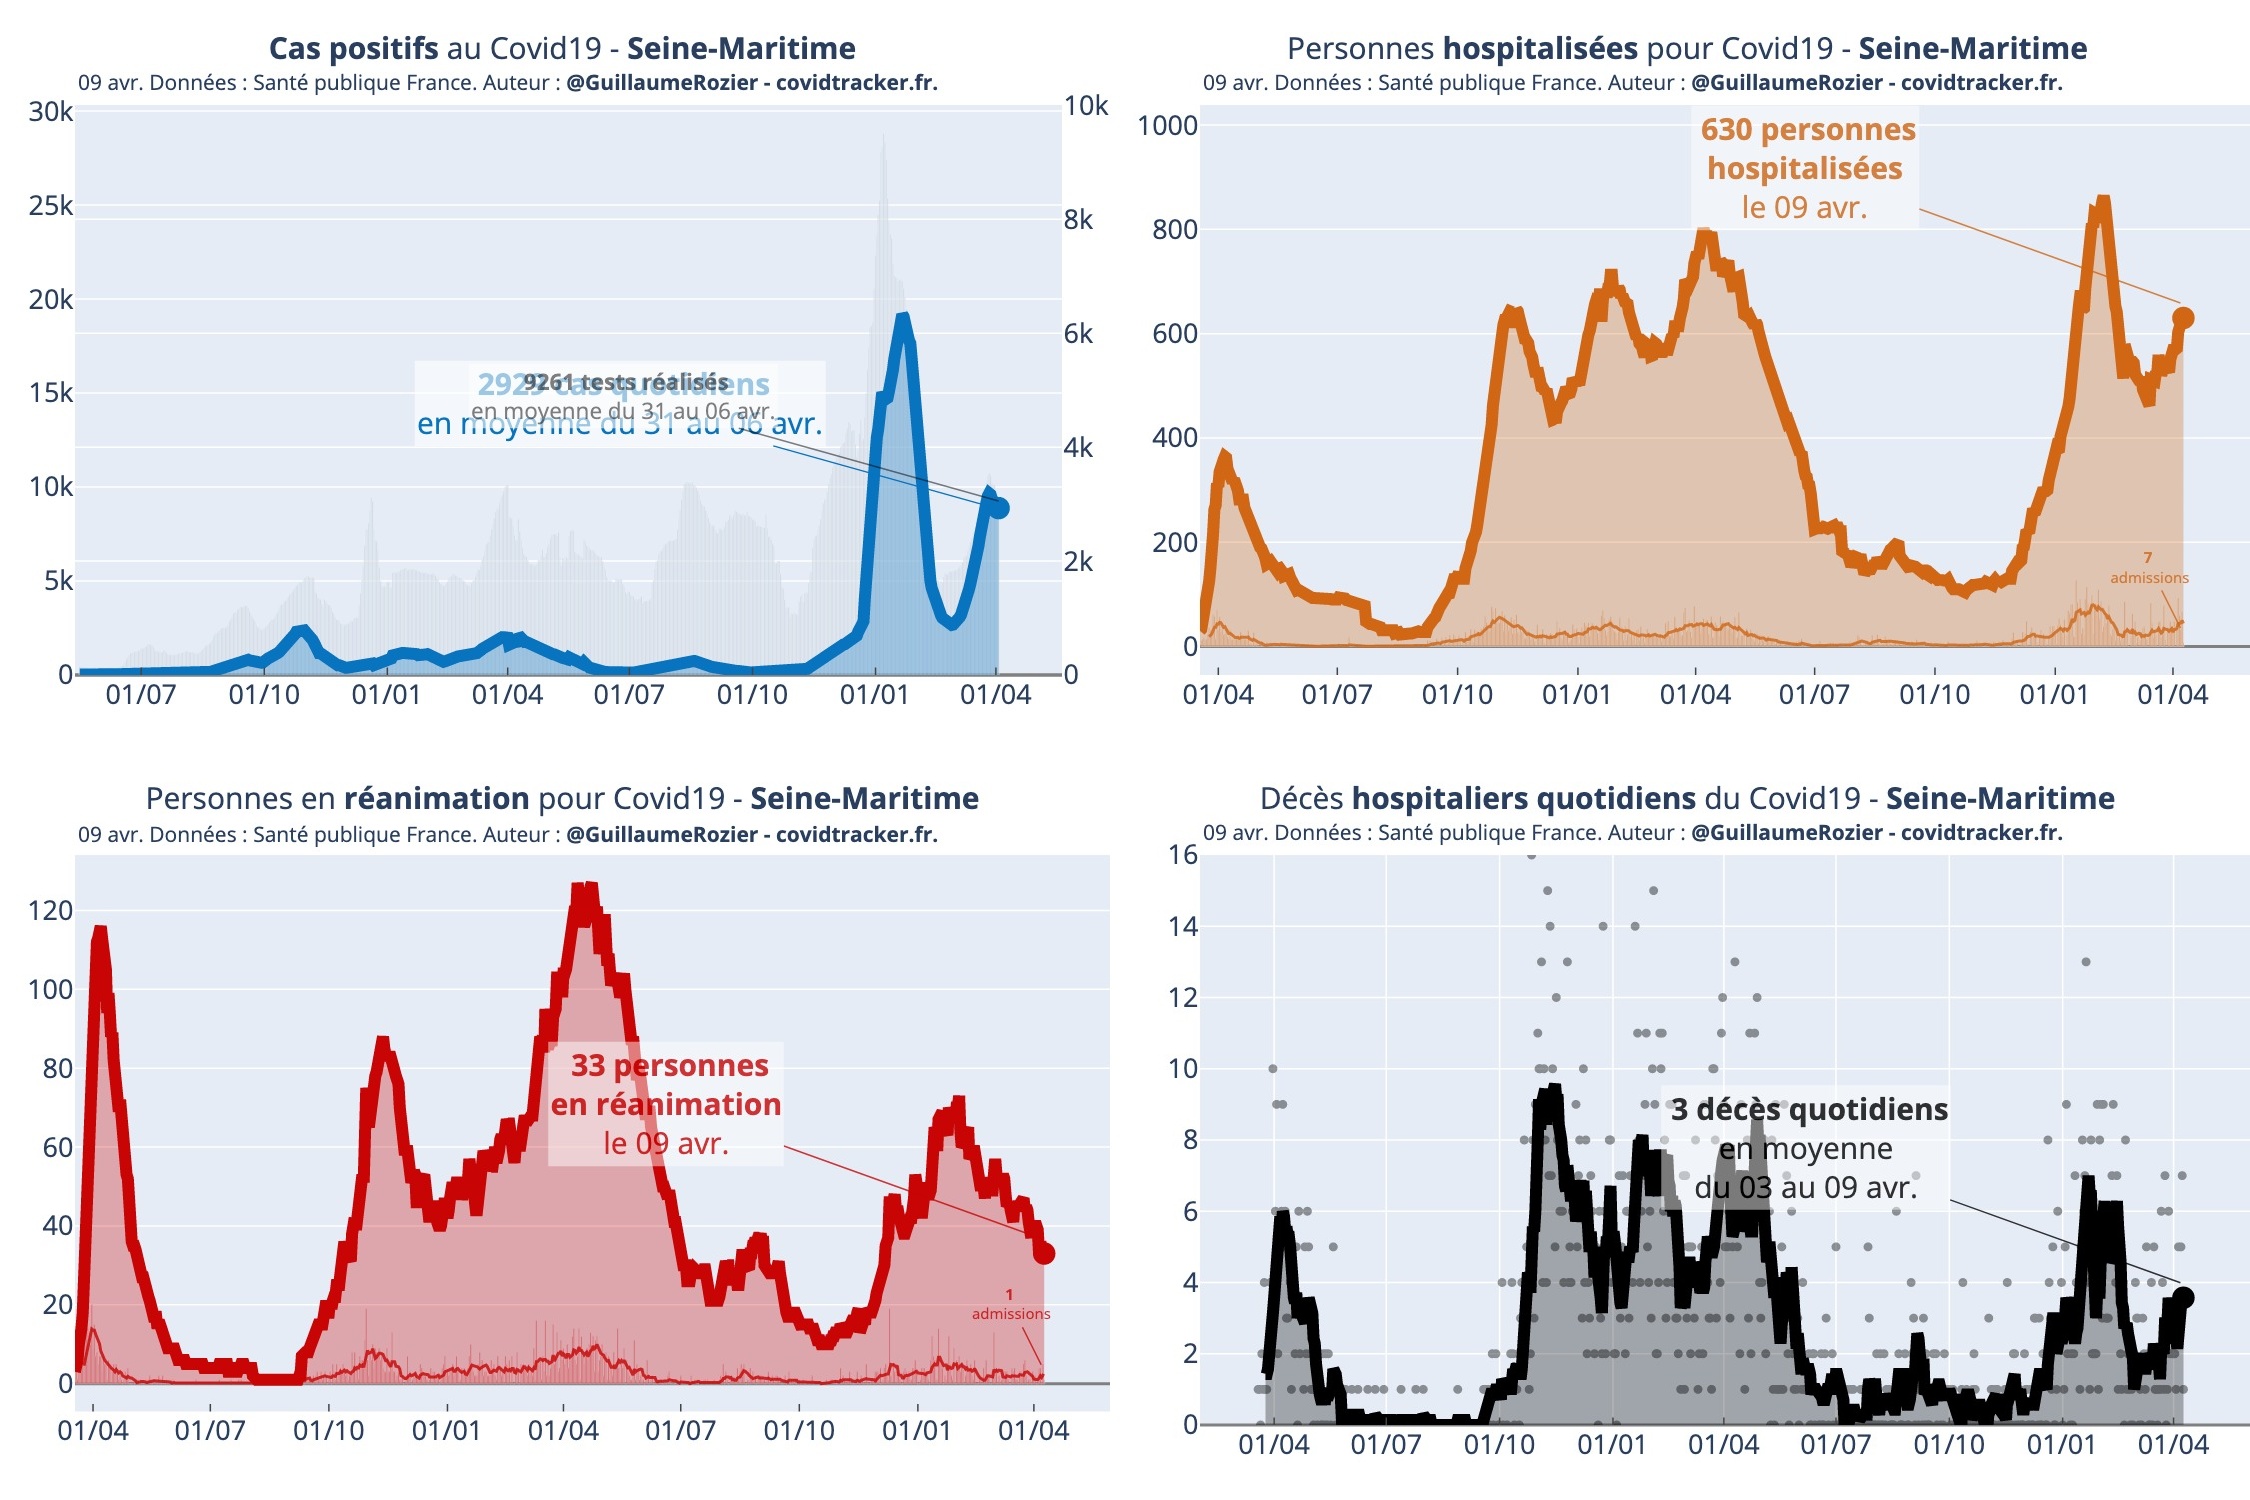 Cas positifs au Covid19 - Seine-Maritime
09 avr. Données : Santé publique France. Auteur : @GuillaumeRozier - covidtracker.fr.
30k
25k
20k
15k
10k
5k
0
10k
8k
6k
4k
2k
0
2929 cas quotidiens
en moyenne du 31 au 06 avr.
9261 tests réalisés
en moyenne du 31 au 06 avr.
01/07 01/10 01/01 01/04 01/07 01/10 01/01 01/04
Personnes hospitalisées pour Covid19 - Seine-Maritime
09 avr. Données : Santé publique France. Auteur : @GuillaumeRozier - covidtracker.fr.
1000
800
600
400
200
0
630 personnes
hospitalisées
le 09 avr.
7
admissions
01/04 01/07 01/10 01/01 01/04 01/07 01/10 01/01 01/04
Personnes en réanimation pour Covid19 - Seine-Maritime
09 avr. Données : Santé publique France. Auteur : @GuillaumeRozier - covidtracker.fr.
120
100
80
60
40
20
0
33 personnes
en réanimation
le 09 avr.
1
admissions
01/04 01/07 01/10 01/01 01/04 01/07 01/10 01/01 01/04
Décès hospitaliers quotidiens du Covid19 - Seine-Maritime
09 avr. Données : Santé publique France. Auteur : @GuillaumeRozier - covidtracker.fr.
16
14
12
10
8
6
4
2
0
3 décès quotidiens
en moyenne
du 03 au 09 avr.
01/04 01/07 01/10 01/01 01/04 01/07 01/10 01/01 01/04